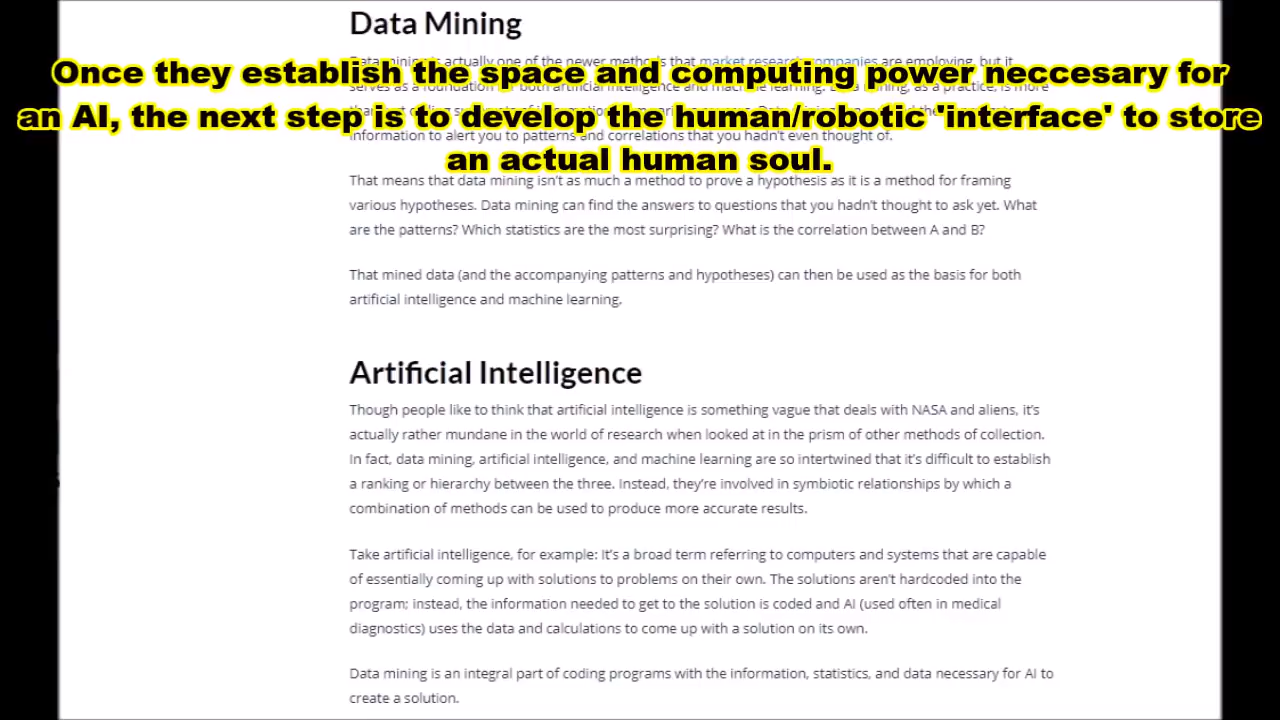 Data Mining
Once they establish the space and computing power neccesary for
an AI, the next step is to develop the human/robotic 'interface' to store
information to alert you to patterns and correlations that you hadn't even thought of.
an actual human soul.
That means that data mining isn't as much a method to prove a hypothesis as it is a method for framing
various hypotheses. Data mining can find the answers to questions that you hadn't thought to ask yet. What
are the patterns? Which statistics are the most surprising? What is the correlation between A and B?
That mined data (and the accompanying patterns and hypotheses) can then be used as the basis for both
artificial intelligence and machine learning.
Artificial Intelligence
Though people like to think that artificial intelligence is something vague that deals with NASA and aliens, it's
actually rather mundane in the world of research when looked at in the prism of other methods of collection.
In fact, data mining, artificial intelligence, and machine learning are so intertwined that it's difficult to establish
a ranking or hierarchy between the three. Instead, they're involved in symbiotic relationships by which a
combination of methods can be used to produce more accurate results.
Take artificial intelligence, for example: It's a broad term referring to computers and systems that are capable
of essentially coming up with solutions to problems on their own. The solutions aren't hardcoded into the
program; instead, the information needed to get to the solution is coded and AI (used often in medical
diagnostics) uses the data and calculations to come up with a solution on its own.
Data mining is an integral part of coding programs with the information, statistics, and data necessary for AI to
create a solution.